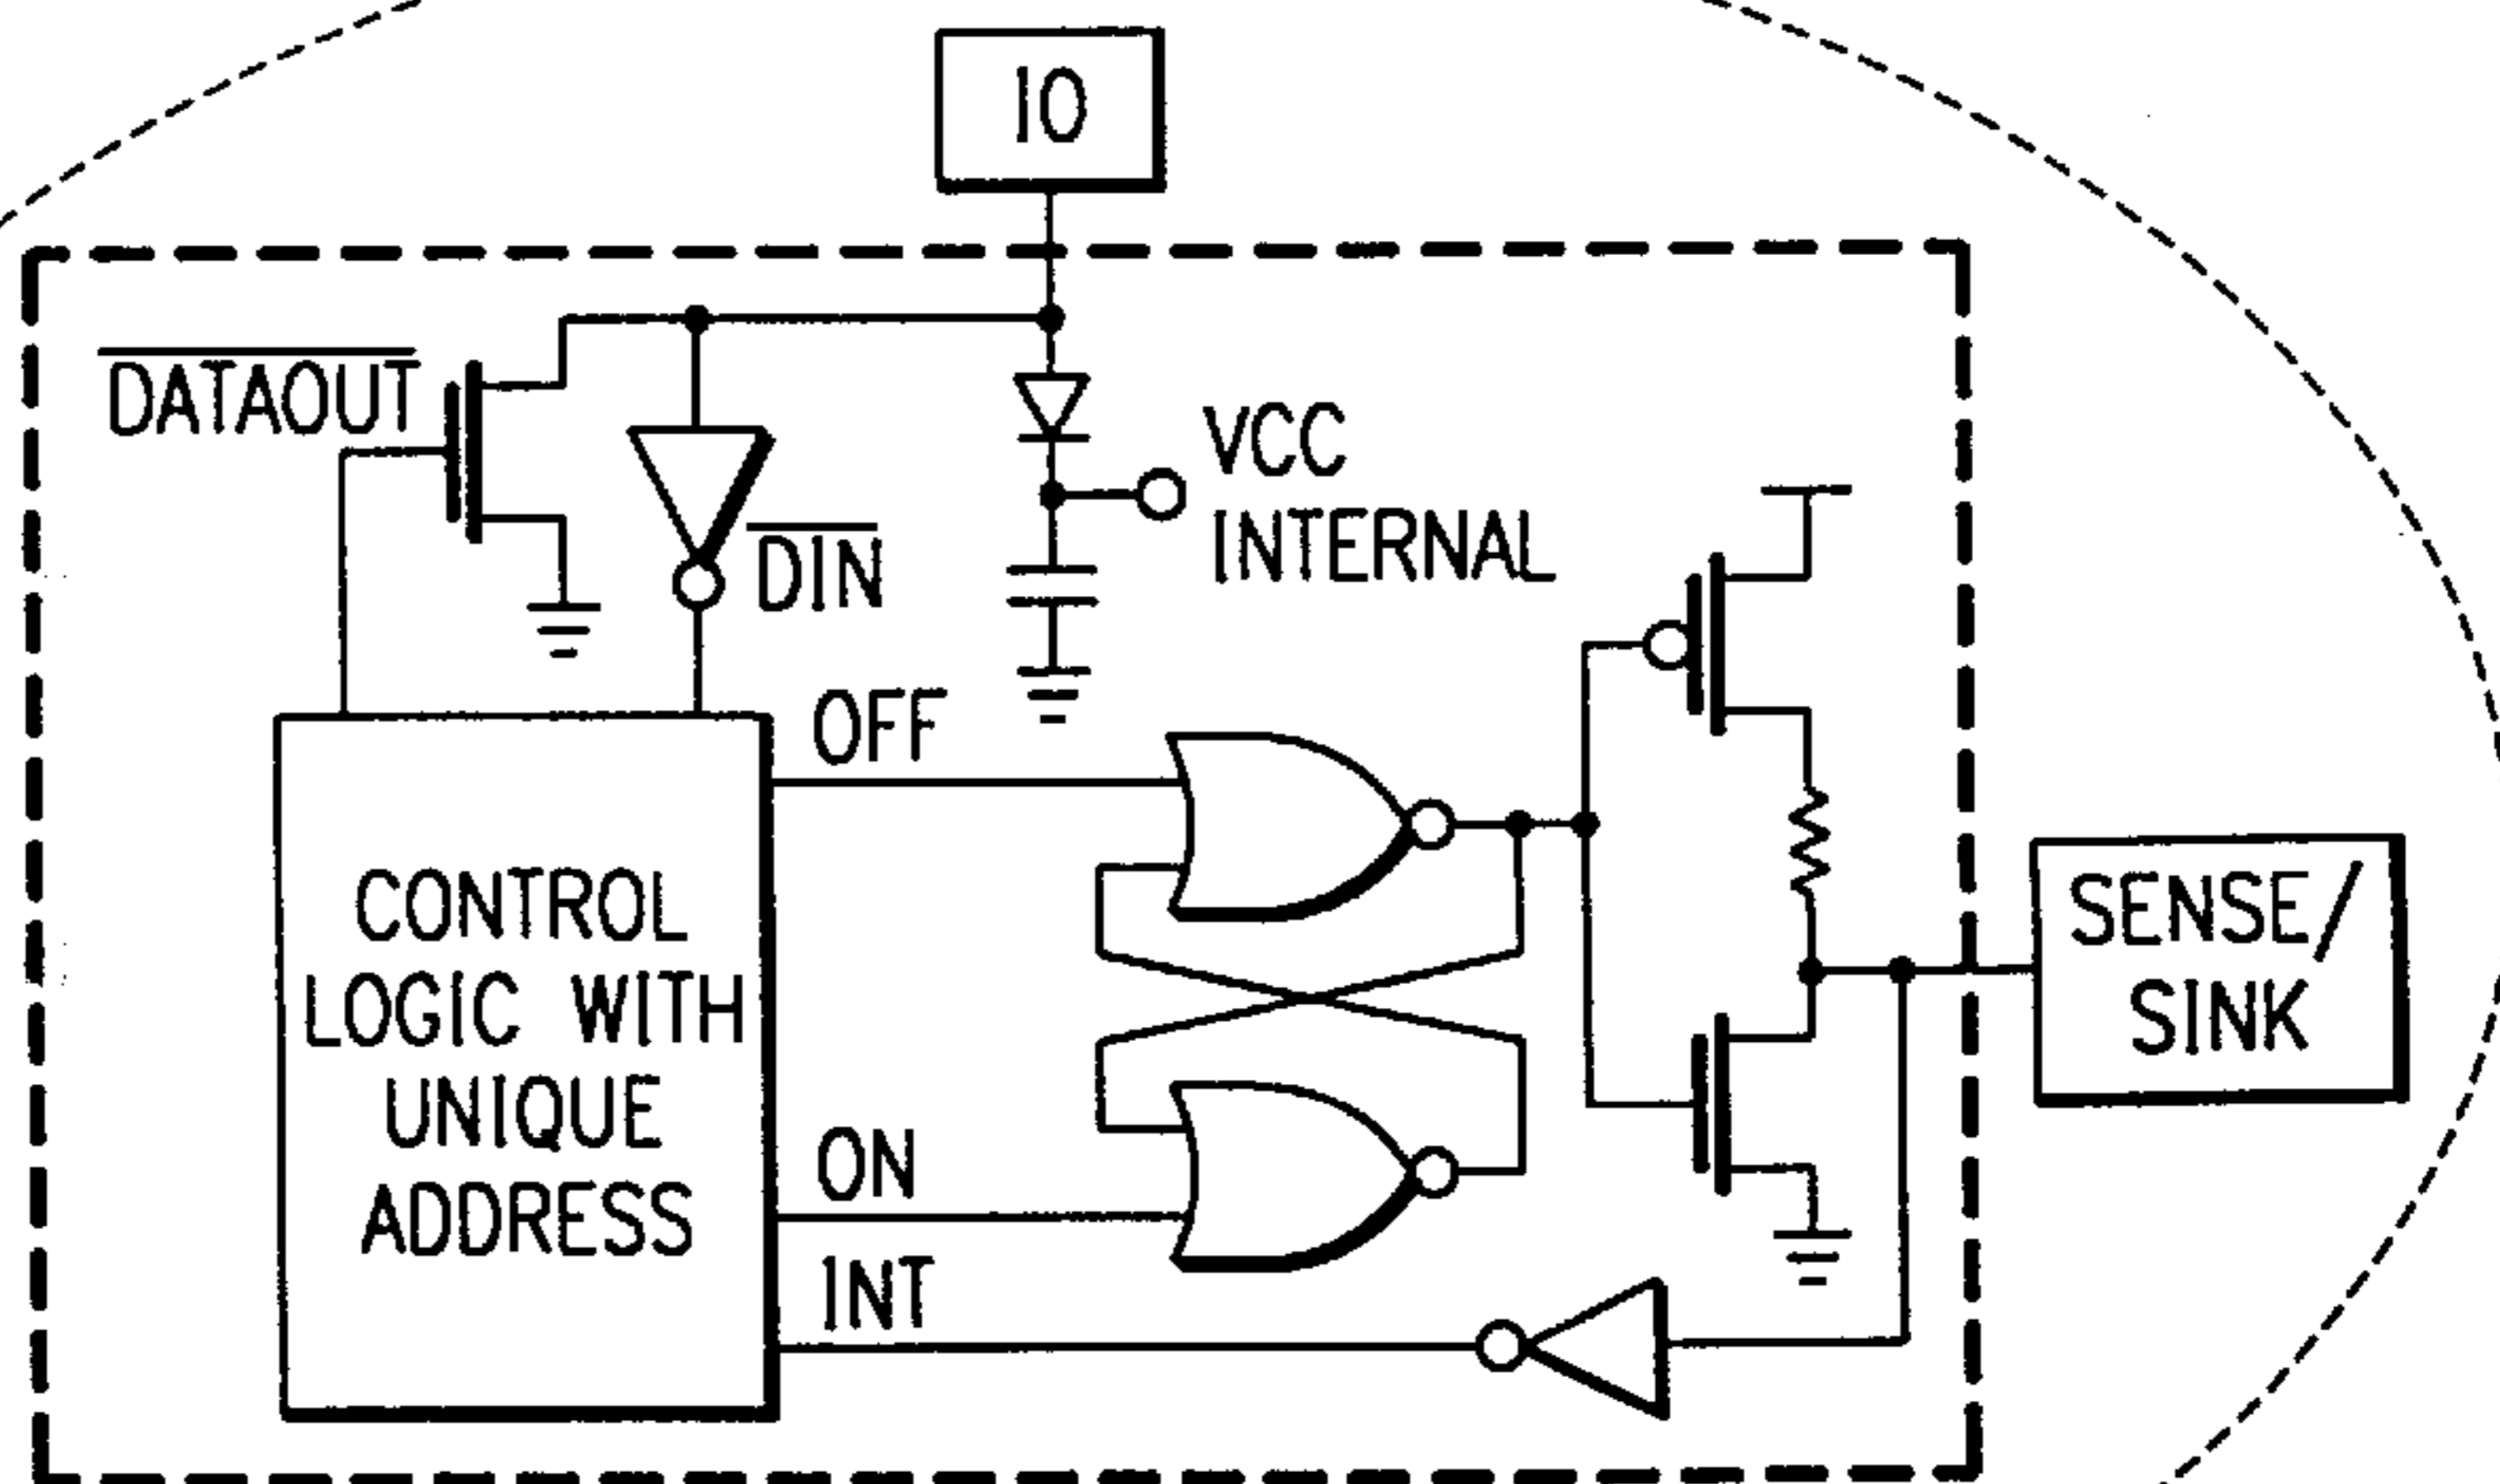 IO
DATAOUT
DIN
VCC
INTERNAL
OFF
CONTROL
LOGIC WITH
UNIQUE
ADDRESS
SENSE/
SINK
ON
INT